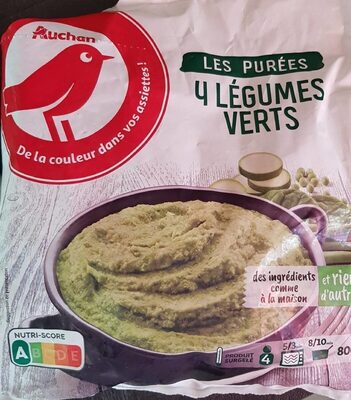 Auchan
De la couleur dans vos assiettes !
LES PURÉES
4 LÉGUMES
VERTS
des ingrédients
comme
à la maison
et rien
d'autr
NUTRI-SCORE
A B C D E
PRODUIT
SURGELÉ
4
5/3
8/10
80